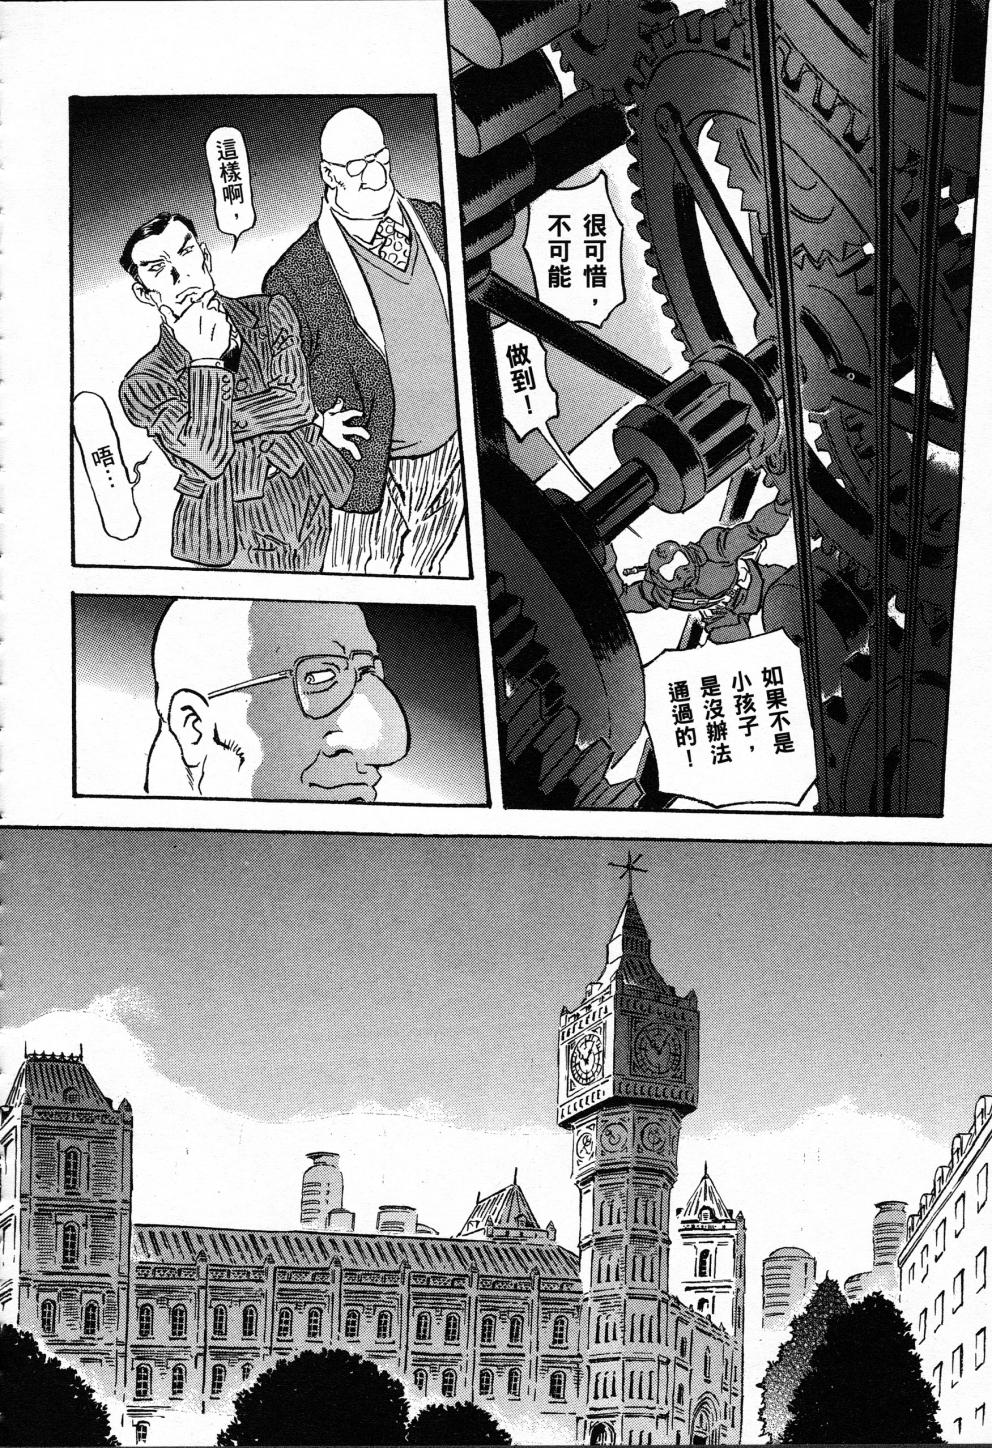 很可惜，
不可能
做到！
如果不是
小孩子，
是沒辦法
通過的！
這樣啊，
唔…